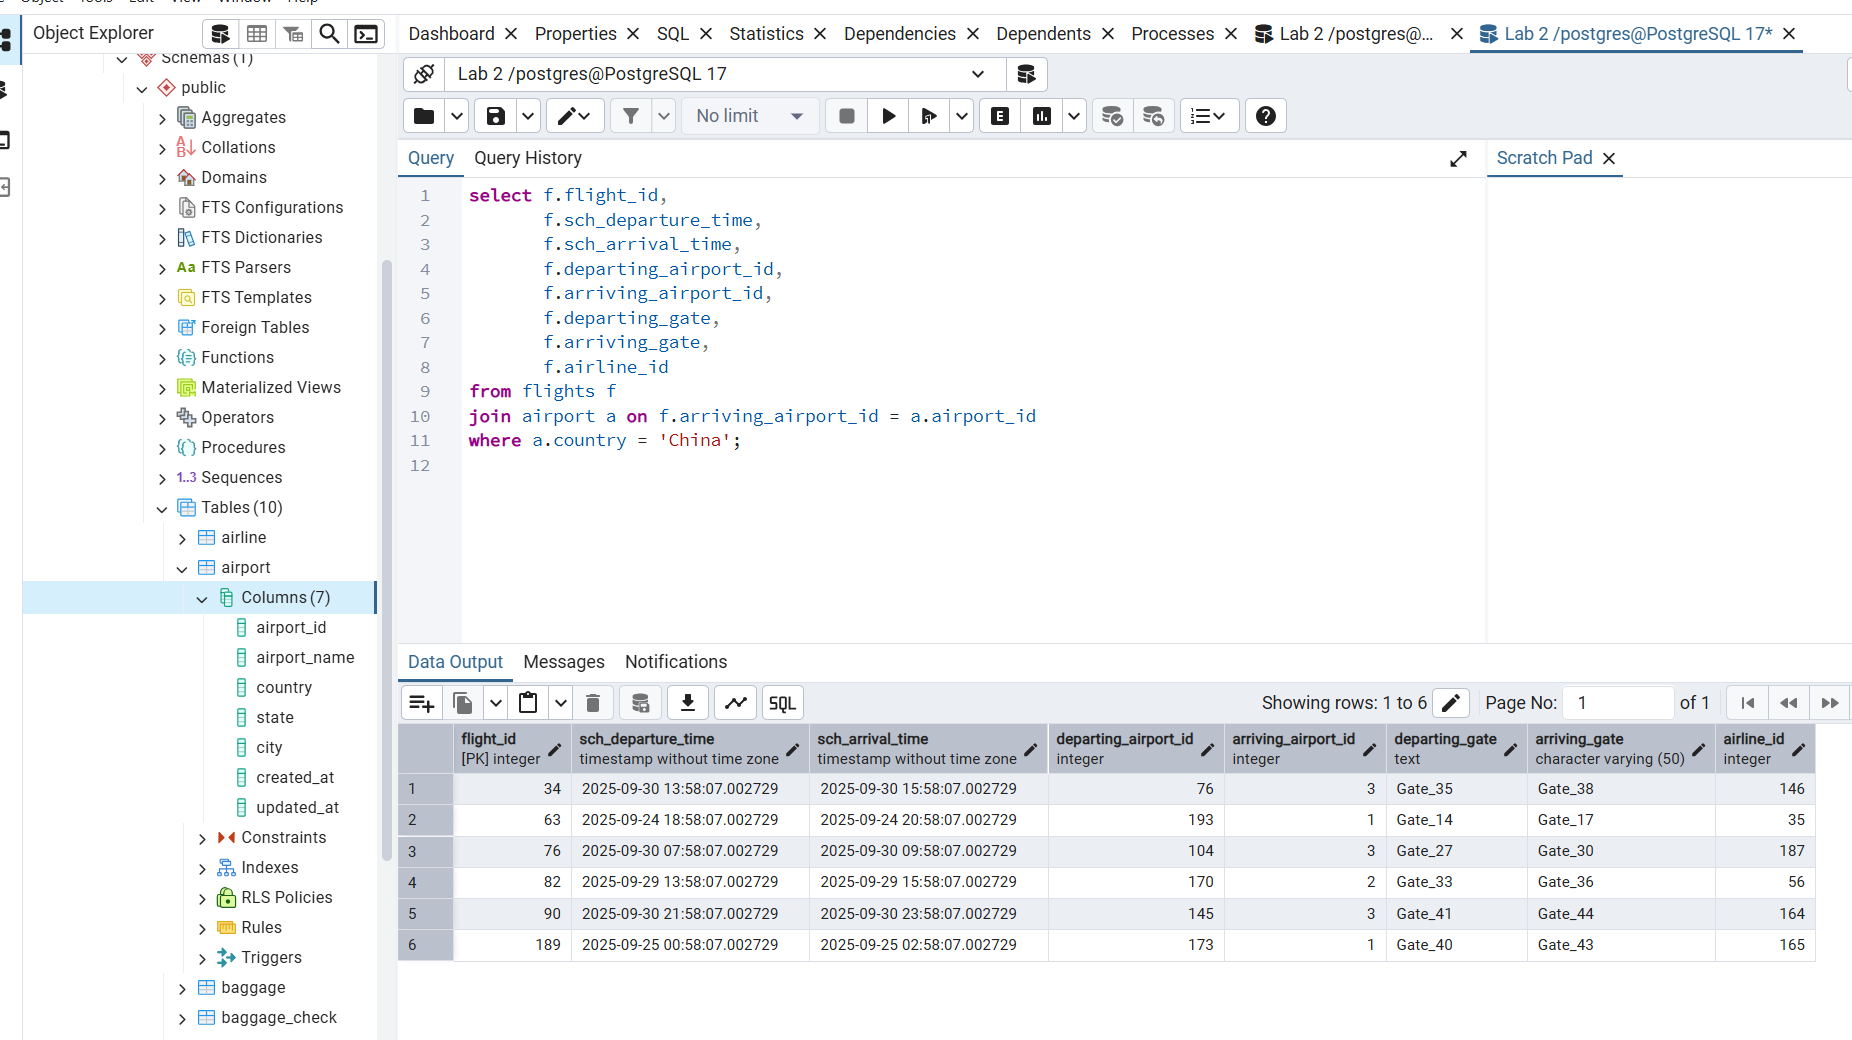 Object Tools Edit View Window Help
Object Explorer
Dashboard
Properties
SQL
Statistics
Dependencies
Dependents
Processes
Lab 2 /postgres@...
Lab 2 /postgres@PostgreSQL 17*
Schemas (1)
public
Aggregates
Collations
Domains
FTS Configurations
FTS Dictionaries
Aa FTS Parsers
FTS Templates
Foreign Tables
Functions
Materialized Views
Operators
Procedures
1..3 Sequences
Tables (10)
airline
airport
Columns (7)
airport_id
airport_name
country
state
city
created_at
updated_at
Constraints
Indexes
RLS Policies
Rules
Triggers
baggage
baggage_check
Lab 2 /postgres@PostgreSQL 17
No limit
E
Query
Query History
Scratch Pad
1 select f.flight_id,
2 f.sch_departure_time,
3 f.sch_arrival_time,
4 f.departing_airport_id,
5 f.arriving_airport_id,
6 f.departing_gate,
7 f.arriving_gate,
8 f.airline_id
9 from flights f
10 join airport a on f.arriving_airport_id = a.airport_id
11 where a.country = 'China';
12
Data Output
Messages
Notifications
SQL
Showing rows: 1 to 6
Page No: 1 of 1
flight_id sch_departure_time sch_arrival_time departing_airport_id arriving_airport_id departing_gate arriving_gate airline_id
[PK] integer timestamp without time zone timestamp without time zone integer integer text character varying (50) integer
1 34 2025-09-30 13:58:07.002729 2025-09-30 15:58:07.002729 76 3 Gate_35 Gate_38 146
2 63 2025-09-24 18:58:07.002729 2025-09-24 20:58:07.002729 193 1 Gate_14 Gate_17 35
3 76 2025-09-30 07:58:07.002729 2025-09-30 09:58:07.002729 104 3 Gate_27 Gate_30 187
4 82 2025-09-29 13:58:07.002729 2025-09-29 15:58:07.002729 170 2 Gate_33 Gate_36 56
5 90 2025-09-30 21:58:07.002729 2025-09-30 23:58:07.002729 145 3 Gate_41 Gate_44 164
6 189 2025-09-25 00:58:07.002729 2025-09-25 02:58:07.002729 173 1 Gate_40 Gate_43 165